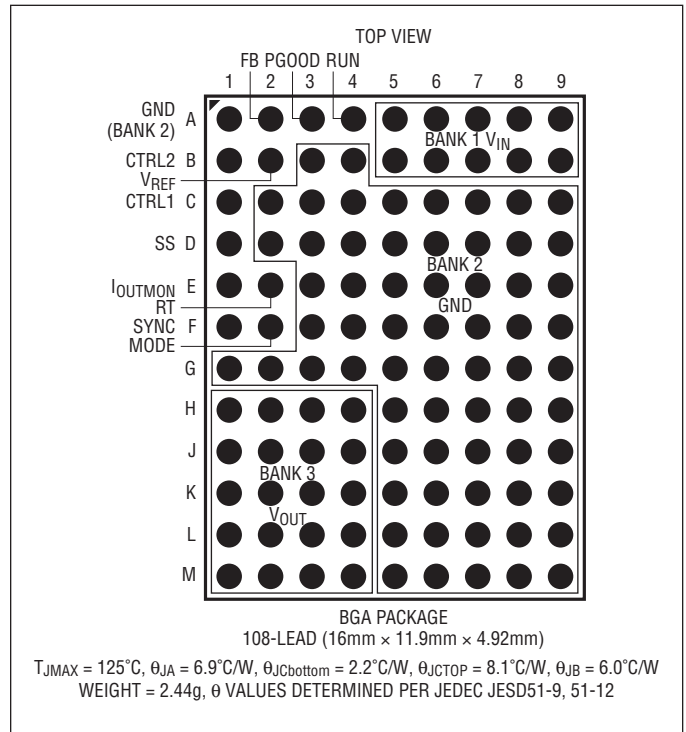 TOP VIEW
FB PGOOD RUN
1 2 3 4 5 6 7 8 9
GND
(BANK 2)
A
BANK 1 VIN
CTRL2 B
VREF
CTRL1 C
SS D
BANK 2
IOUTMON E
RT
GND
SYNC F
MODE
G
H
J
BANK 3
K
VOUT
L
M
BGA PACKAGE
108-LEAD (16mm × 11.9mm × 4.92mm)
TJMAX = 125°C, θJA = 6.9°C/W, θJCbottom = 2.2°C/W, θJCTOP = 8.1°C/W, θJB = 6.0°C/W
WEIGHT = 2.44g, θ VALUES DETERMINED PER JEDEC JESD51-9, 51-12